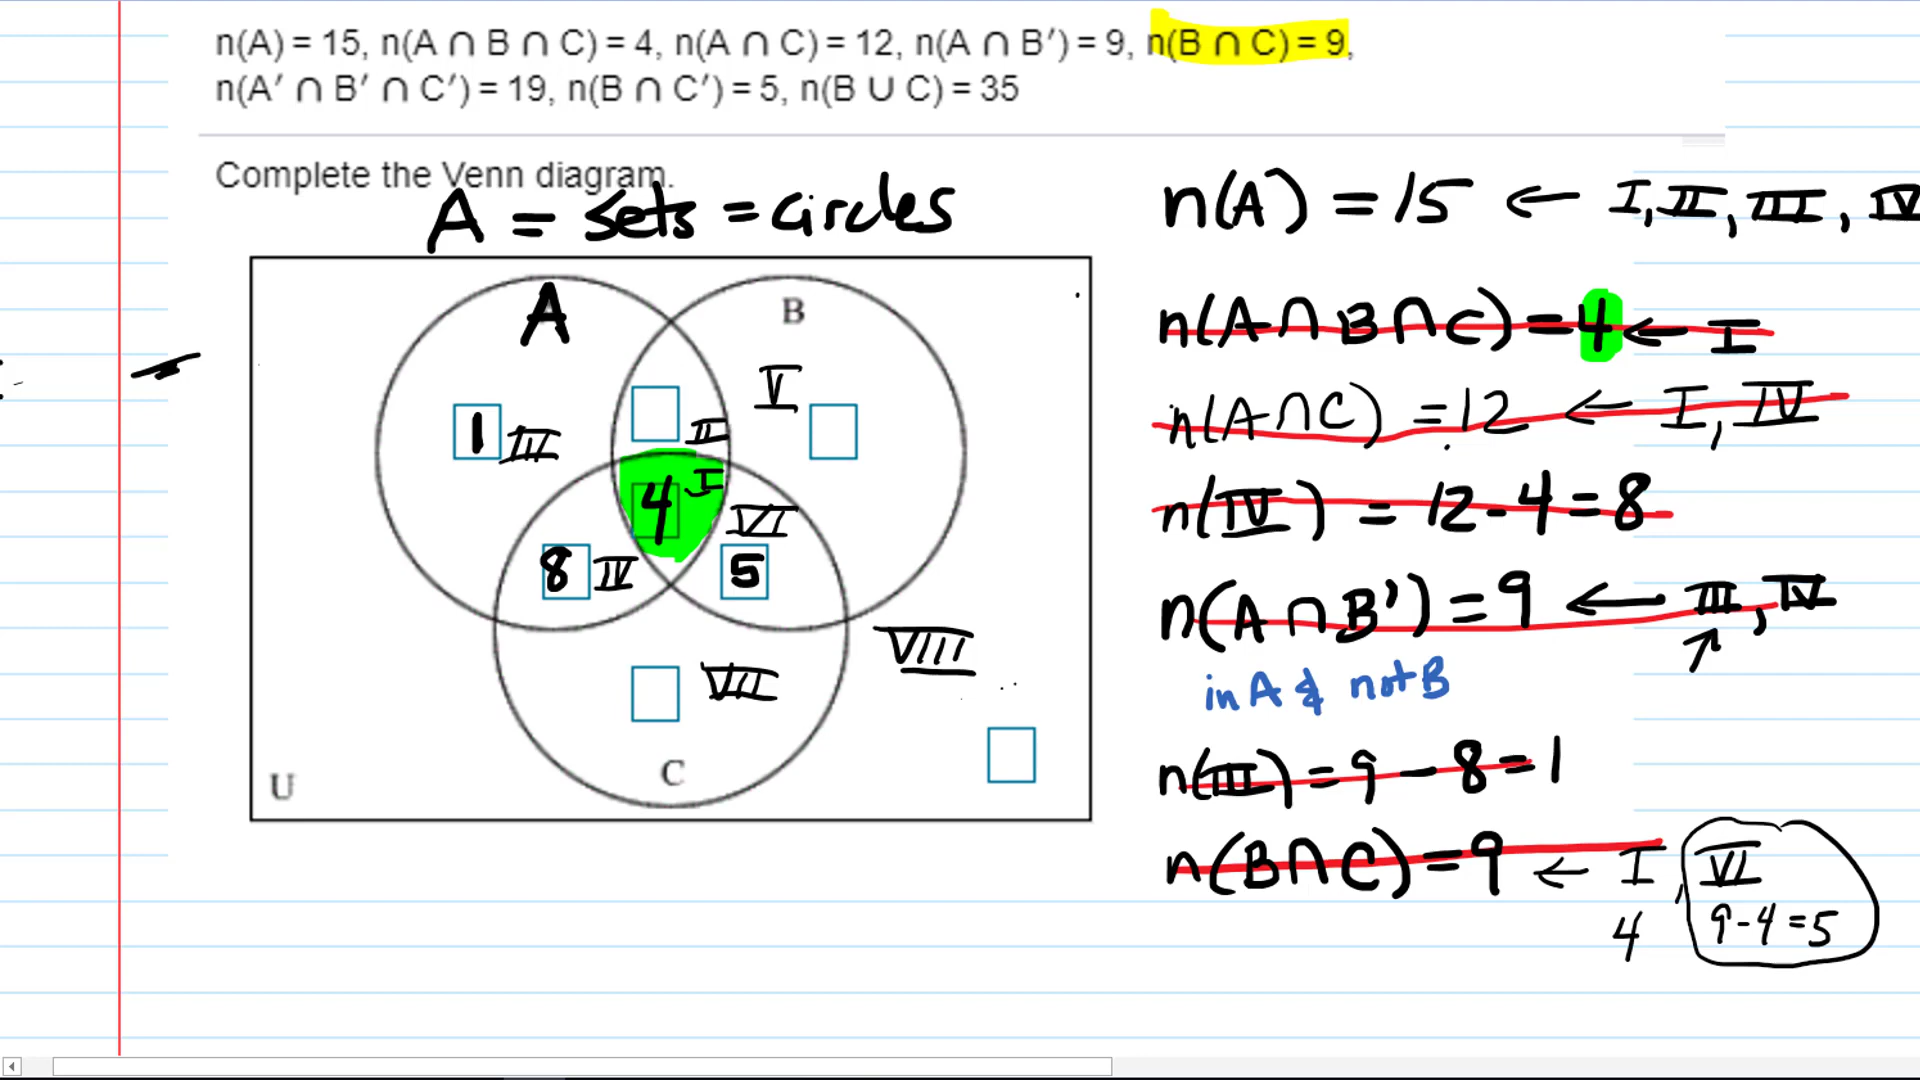 n(A) = 15, n(A ∩ B ∩ C) = 4, n(A ∩ C) = 12, n(A ∩ B′) = 9, n(B ∩ C) = 9,
n(A′ ∩ B′ ∩ C′) = 19, n(B ∩ C′) = 5, n(B ∪ C) = 35
Complete the Venn diagram.
A = sets = circles
A
B
V
1 III
II
4 I
VI
8 IV
5
VII
VIII
C
U
n(A) = 15 ← I, II, III, IV
n(A ∩ B ∩ C) = 4 ← I
n(A ∩ C) = 12 ← I, IV
n(IV) = 12 - 4 = 8
n(A ∩ B') = 9 ← III, IV
in A & not B
n(III) = 9 - 8 = 1
n(B ∩ C) = 9 ← I, VI
4 9 - 4 = 5